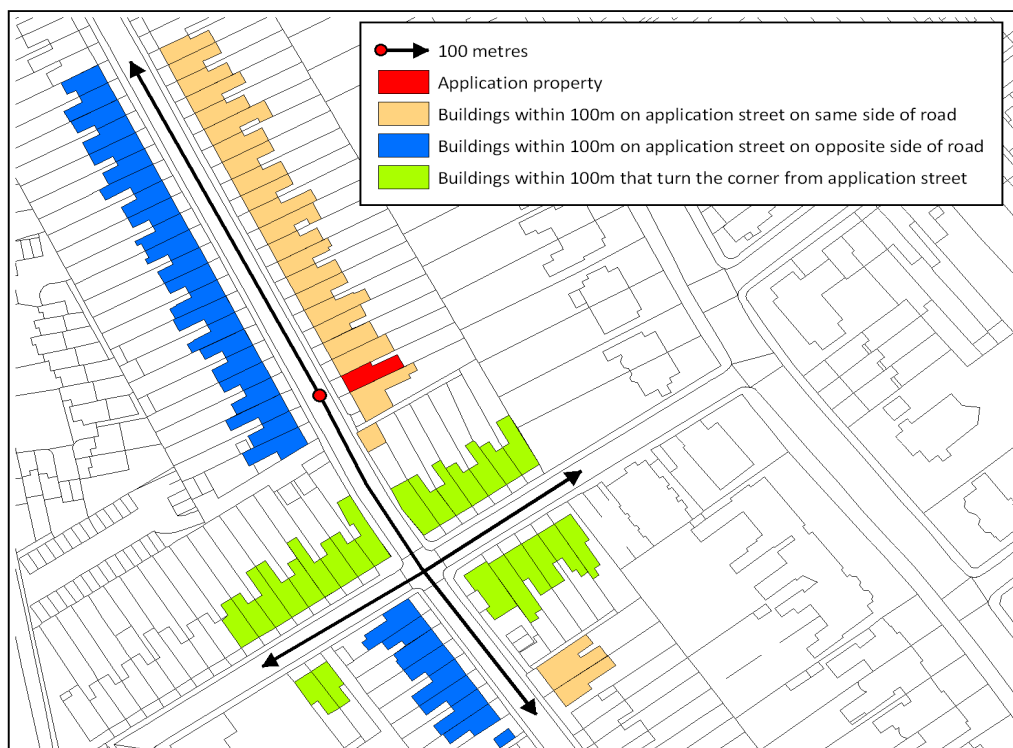 100 metres
Application property
Buildings within 100m on application street on same side of road
Buildings within 100m on application street on opposite side of road
Buildings within 100m that turn the corner from application street